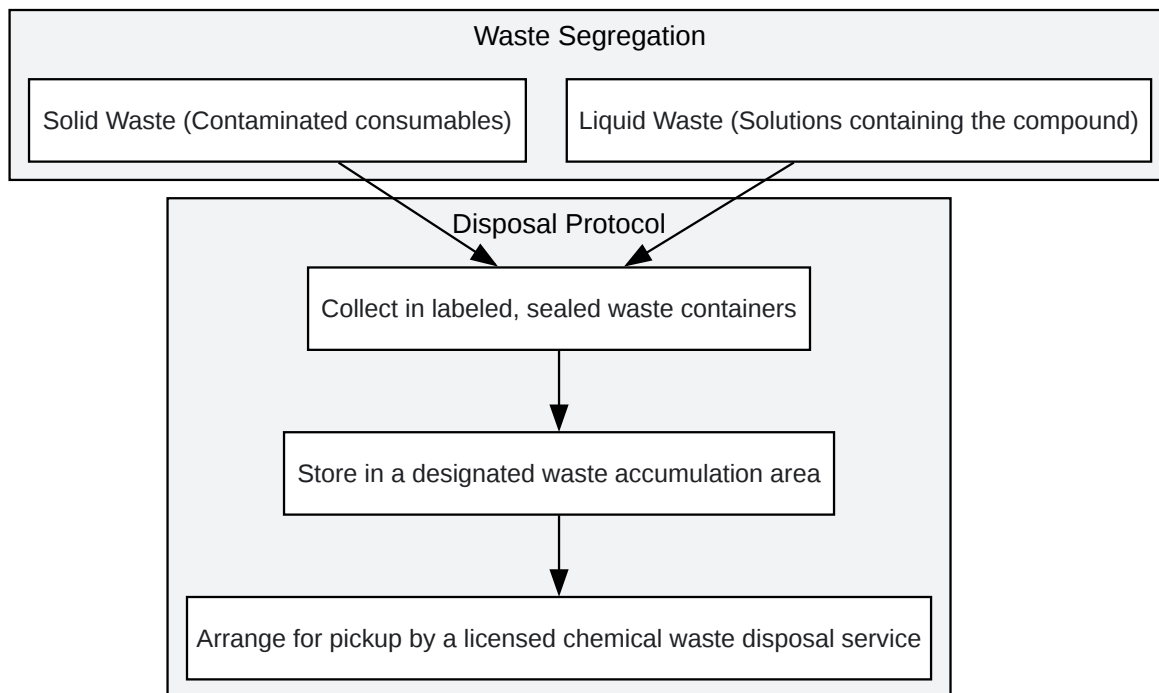 Waste Segregation
Solid Waste (Contaminated consumables)
Liquid Waste (Solutions containing the compound)
Disposal Protocol
Collect in labeled, sealed waste containers
Store in a designated waste accumulation area
Arrange for pickup by a licensed chemical waste disposal service